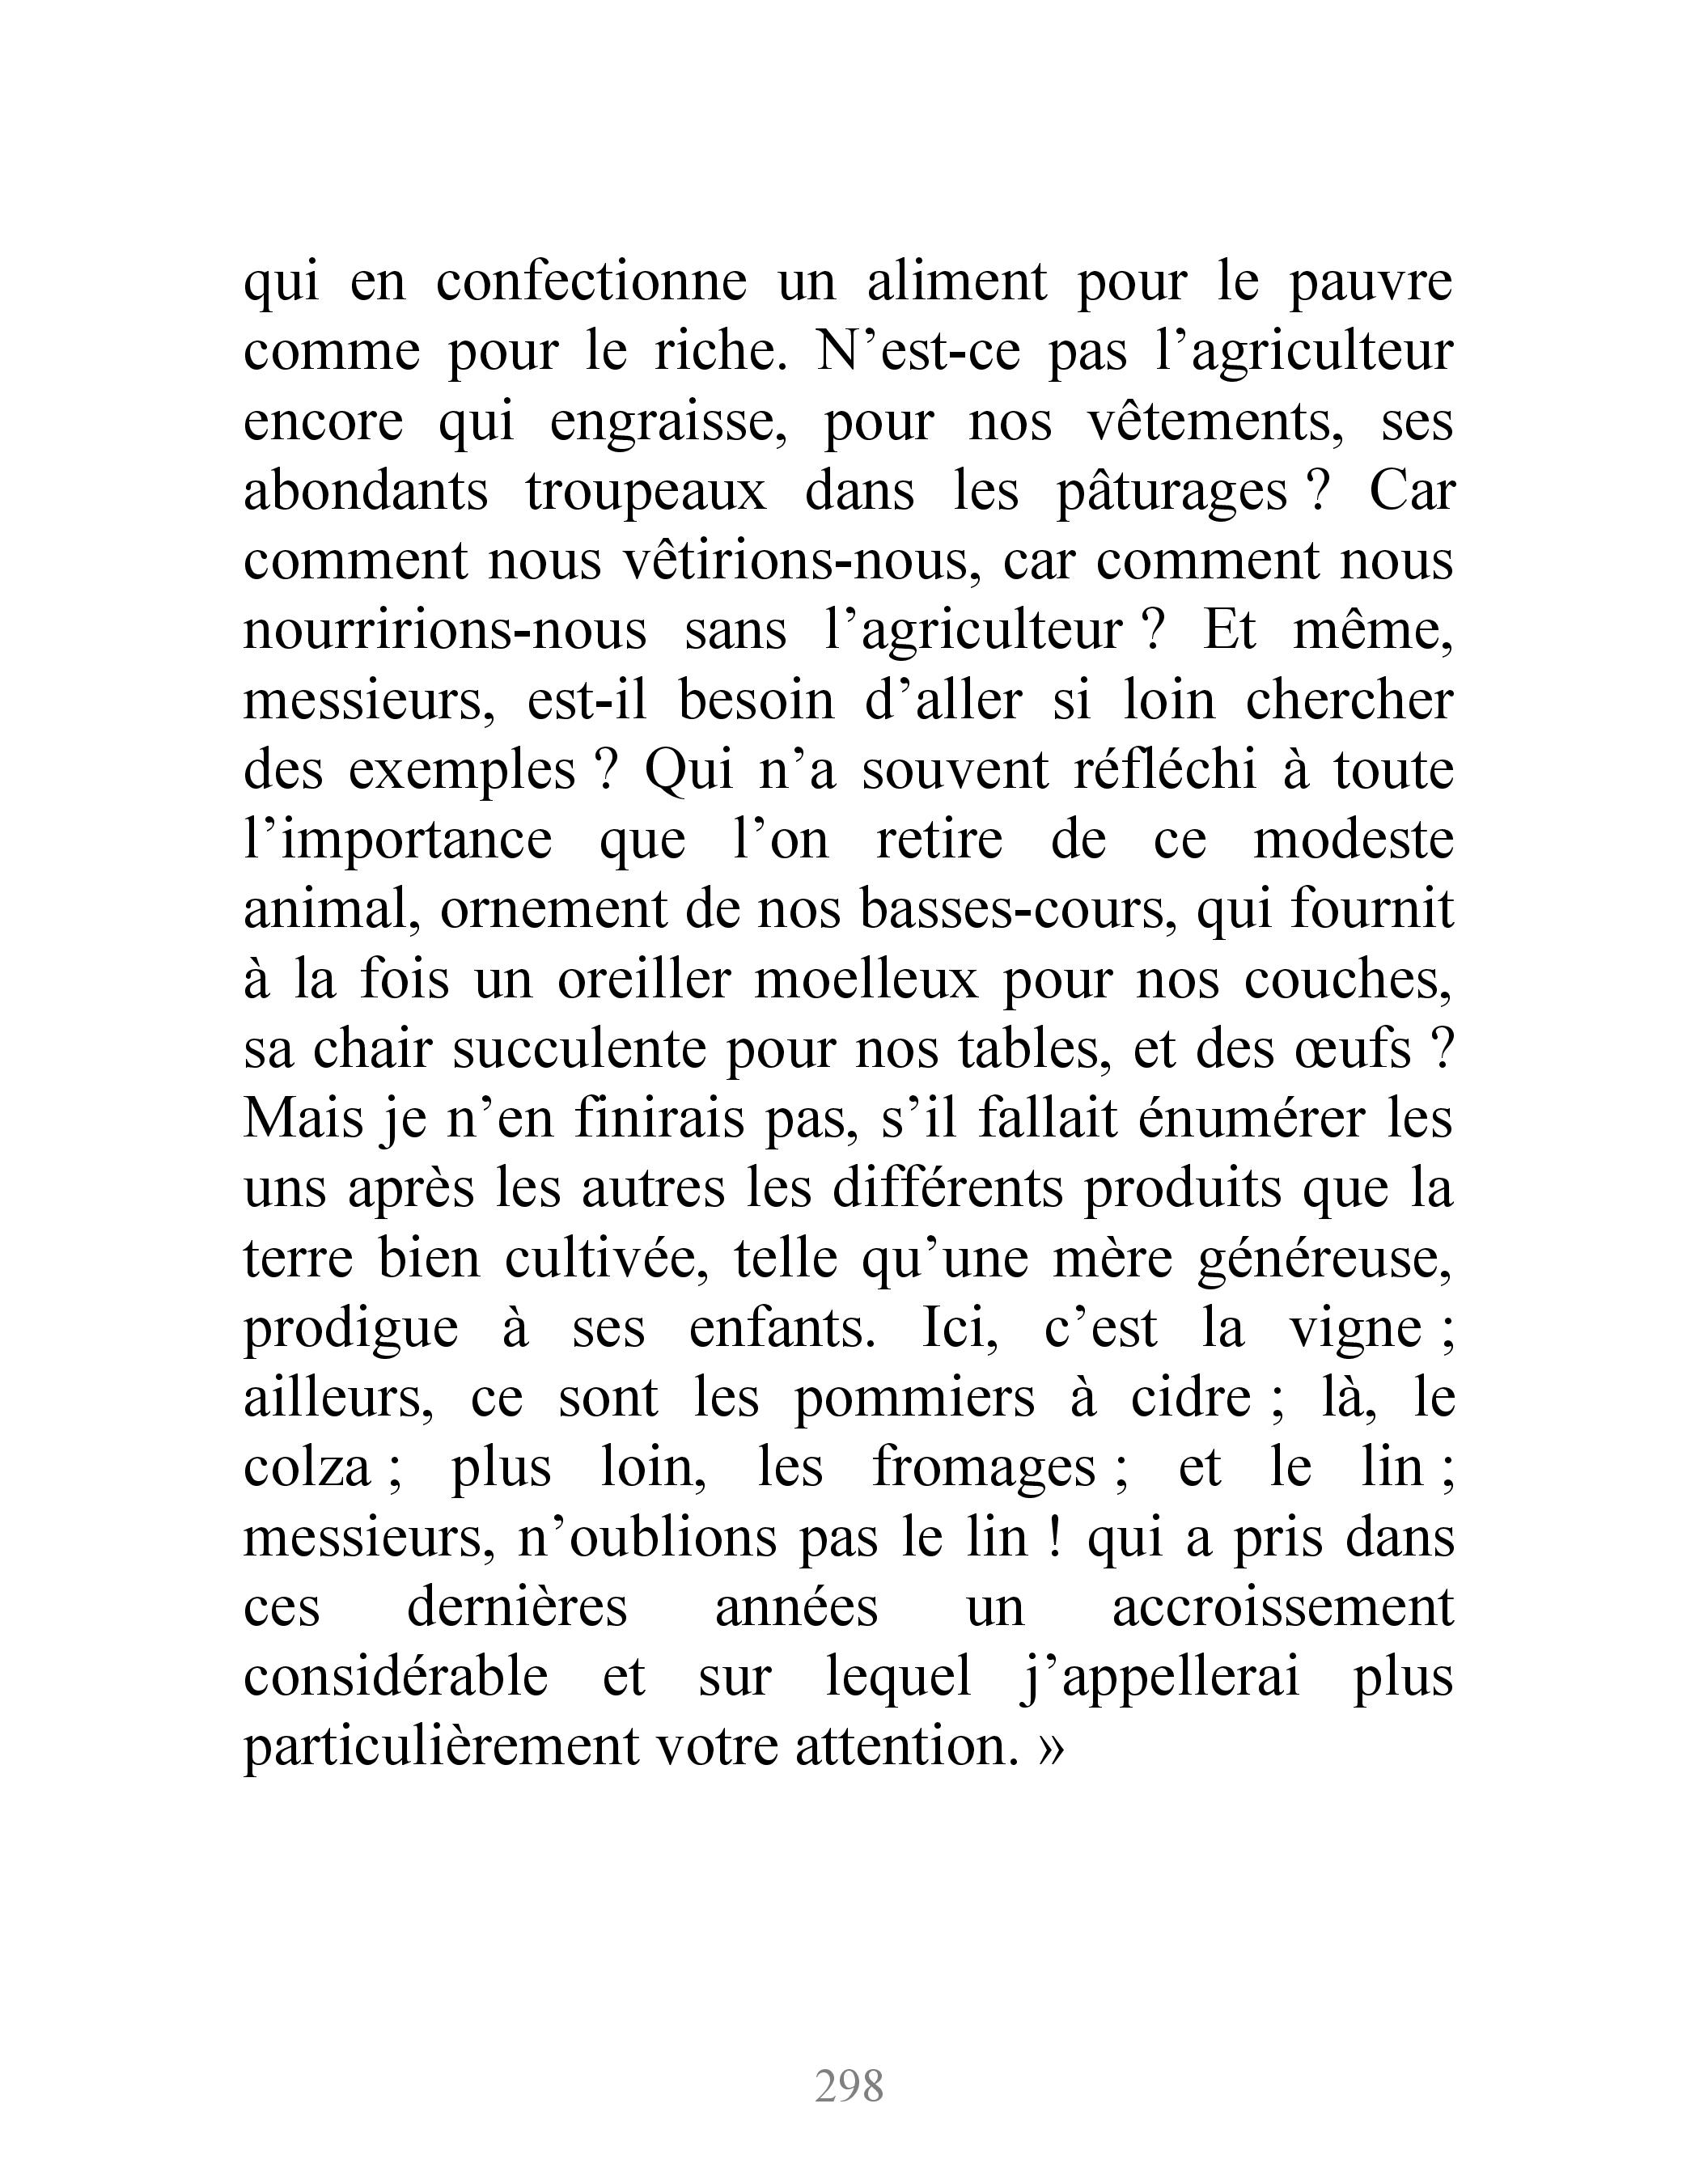 qui en confectionne un aliment pour le pauvre
comme pour le riche. N’est-ce pas l’agriculteur
encore qui engraisse, pour nos vêtements, ses
abondants troupeaux dans les pâturages ? Car
comment nous vêtirions-nous, car comment nous
nourririons-nous sans l’agriculteur ? Et même,
messieurs, est-il besoin d’aller si loin chercher
des exemples ? Qui n’a souvent réfléchi à toute
l’importance que l’on retire de ce modeste
animal, ornement de nos basses-cours, qui fournit
à la fois un oreiller moelleux pour nos couches,
sa chair succulente pour nos tables, et des œufs ?
Mais je n’en finirais pas, s’il fallait énumérer les
uns après les autres les différents produits que la
terre bien cultivée, telle qu’une mère généreuse,
prodigue à ses enfants. Ici, c’est la vigne ;
ailleurs, ce sont les pommiers à cidre ; là, le
colza ; plus loin, les fromages ; et le lin ;
messieurs, n’oublions pas le lin ! qui a pris dans
ces dernières années un accroissement
considérable et sur lequel j’appellerai plus
particulièrement votre attention. »
298